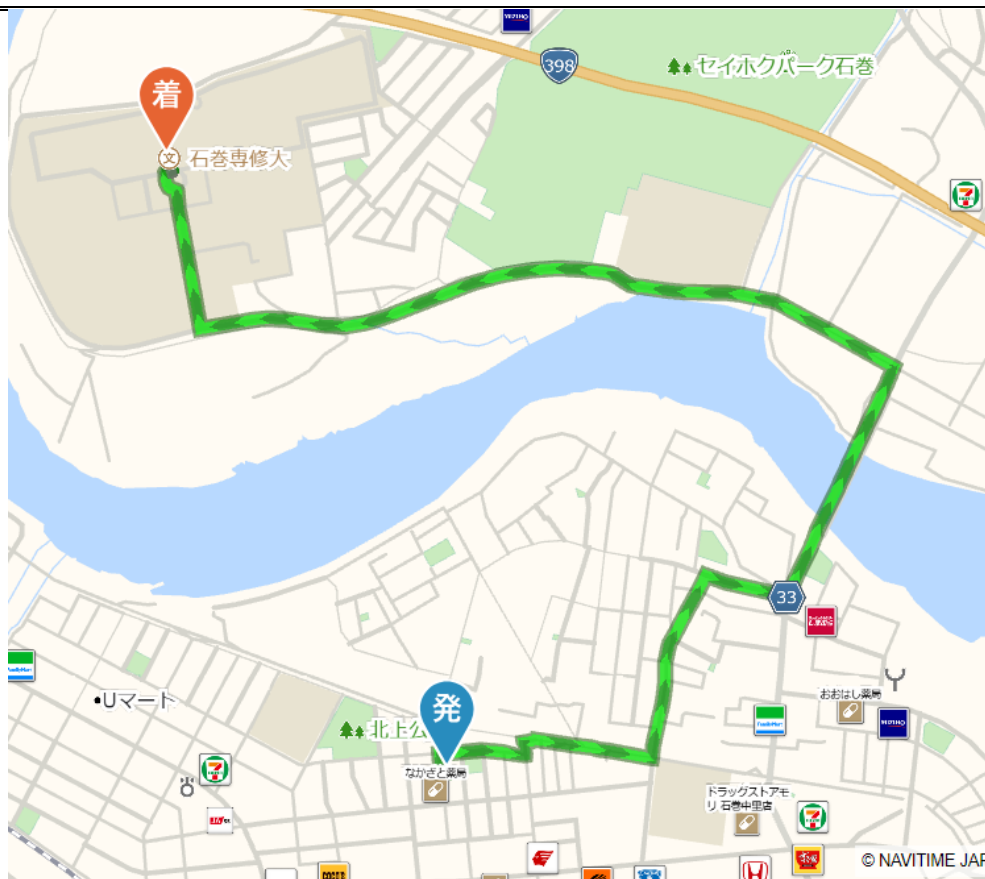 398
セイホクパーク石巻
着
文
石巻専修大
33
おおはし薬局
Uマート
発
北上公
なかざと薬局
FamilyMart
ドラッグストアモ
リ 石巻中里店
© NAVITIME JAP